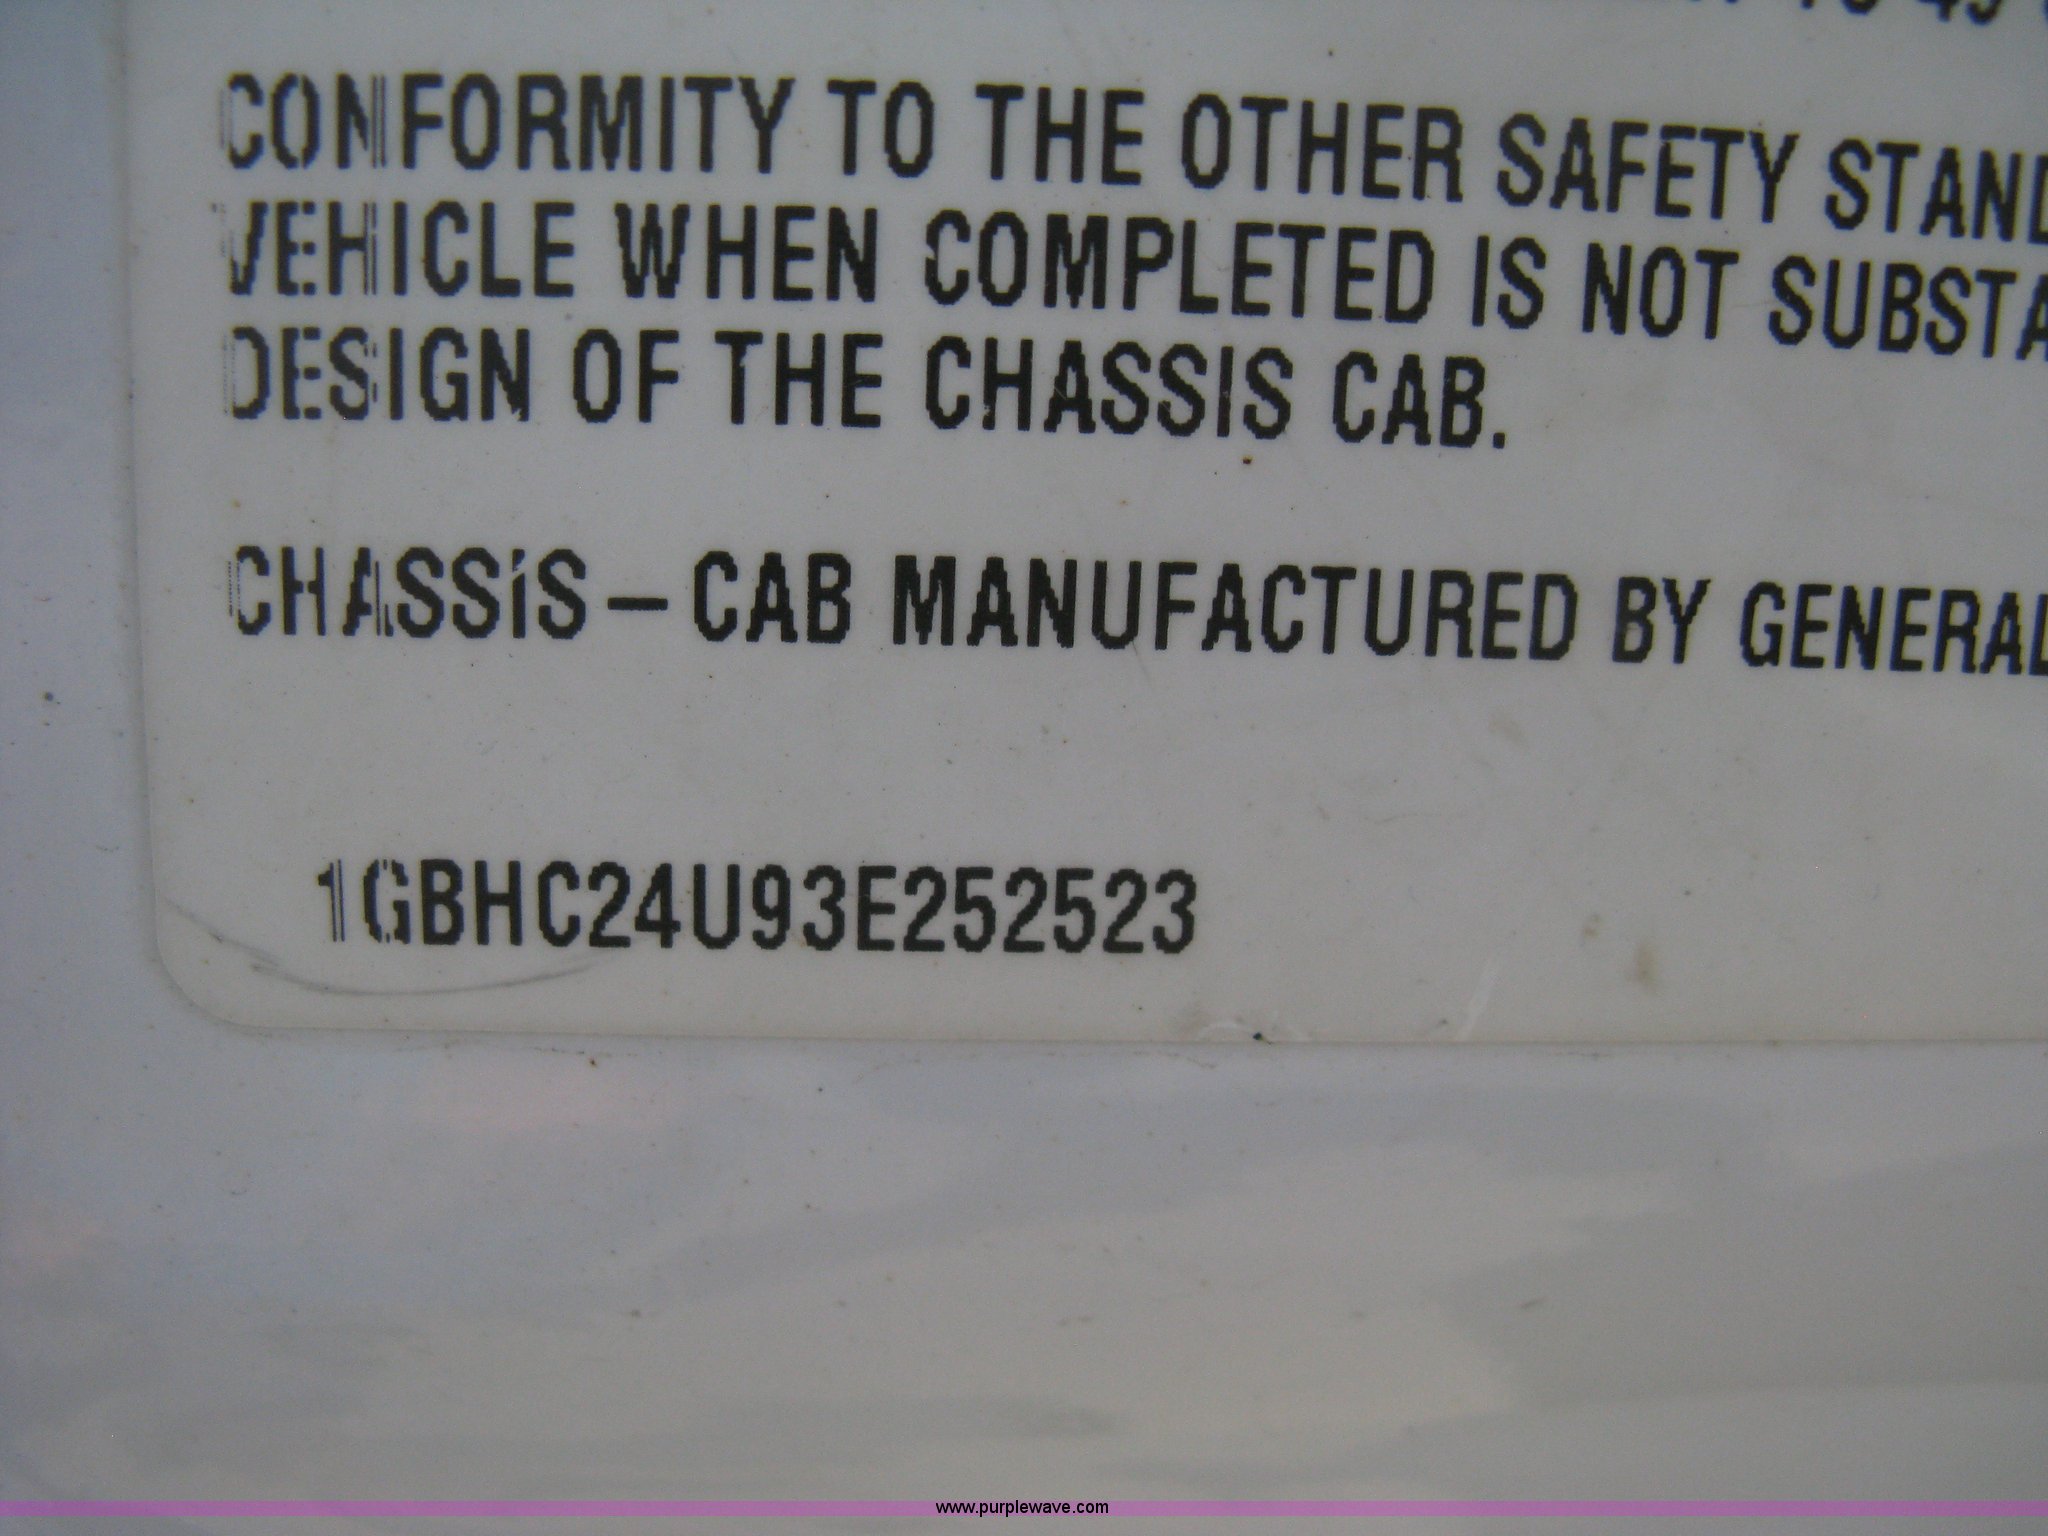 CONFORMITY TO THE OTHER SAFETY STAND
VEHICLE WHEN COMPLETED IS NOT SUBSTA
DESIGN OF THE CHASSIS CAB.
CHASSIS – CAB MANUFACTURED BY GENERAL
1GBHC24U93E252523
www.purplewave.com